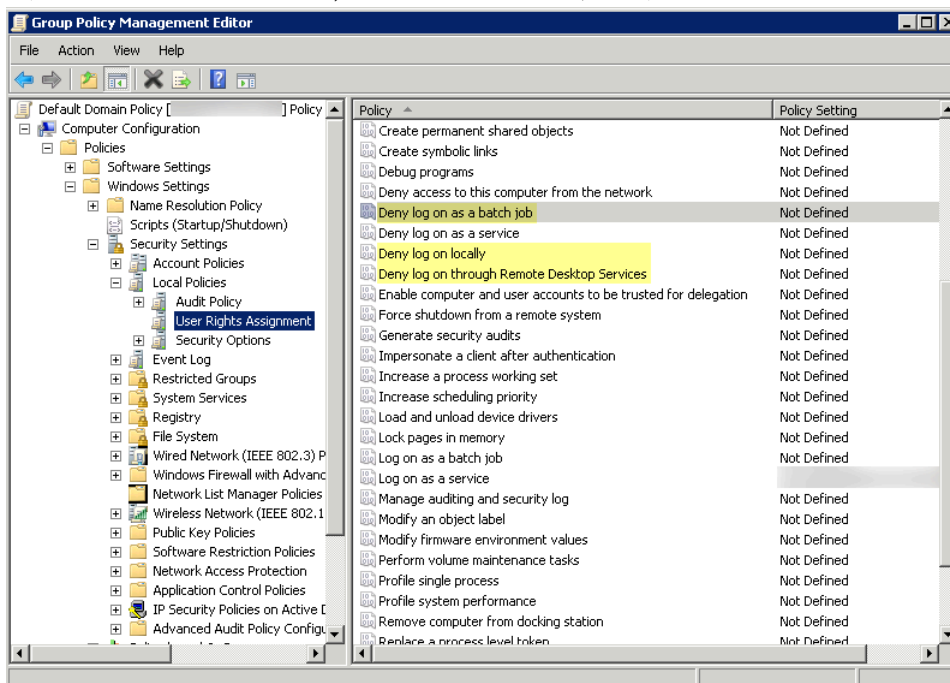 Group Policy Management Editor
File Action View Help
Default Domain Policy [ ] Policy
Computer Configuration
Policies
Software Settings
Windows Settings
Name Resolution Policy
Scripts (Startup/Shutdown)
Security Settings
Account Policies
Local Policies
Audit Policy
User Rights Assignment
Security Options
Event Log
Restricted Groups
System Services
Registry
File System
Wired Network (IEEE 802.3) P
Windows Firewall with Advanc
Network List Manager Policies
Wireless Network (IEEE 802.1
Public Key Policies
Software Restriction Policies
Network Access Protection
Application Control Policies
IP Security Policies on Active D
Advanced Audit Policy Configu
Policy Policy Setting
Create permanent shared objects Not Defined
Create symbolic links Not Defined
Debug programs Not Defined
Deny access to this computer from the network Not Defined
Deny log on as a batch job Not Defined
Deny log on as a service Not Defined
Deny log on locally Not Defined
Deny log on through Remote Desktop Services Not Defined
Enable computer and user accounts to be trusted for delegation Not Defined
Force shutdown from a remote system Not Defined
Generate security audits Not Defined
Impersonate a client after authentication Not Defined
Increase a process working set Not Defined
Increase scheduling priority Not Defined
Load and unload device drivers Not Defined
Lock pages in memory Not Defined
Log on as a batch job Not Defined
Log on as a service
Manage auditing and security log Not Defined
Modify an object label Not Defined
Modify firmware environment values Not Defined
Perform volume maintenance tasks Not Defined
Profile single process Not Defined
Profile system performance Not Defined
Remove computer from docking station Not Defined
Replace a process level token Not Defined